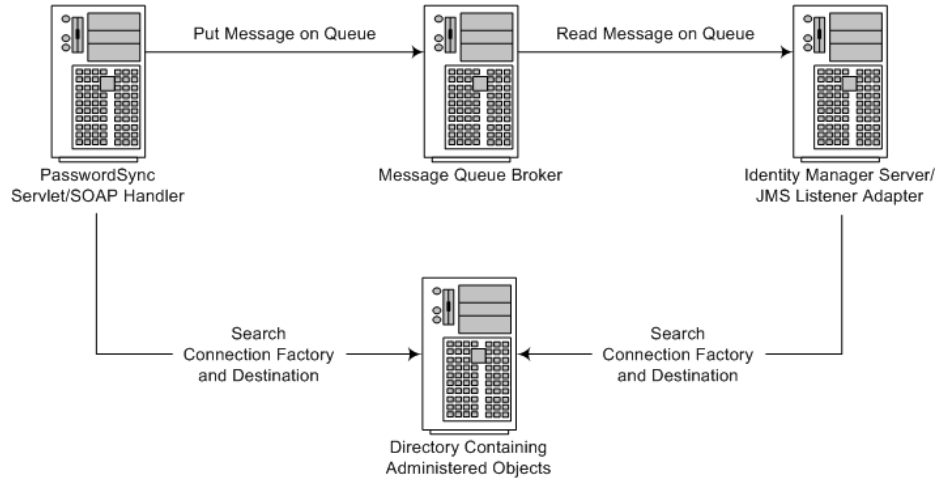 Put Message on Queue
Read Message on Queue
PasswordSync
Servlet/SOAP Handler
Message Queue Broker
Identity Manager Server/
JMS Listener Adapter
Search
Connection Factory
and Destination
Search
Connection Factory
and Destination
Directory Containing
Administered Objects